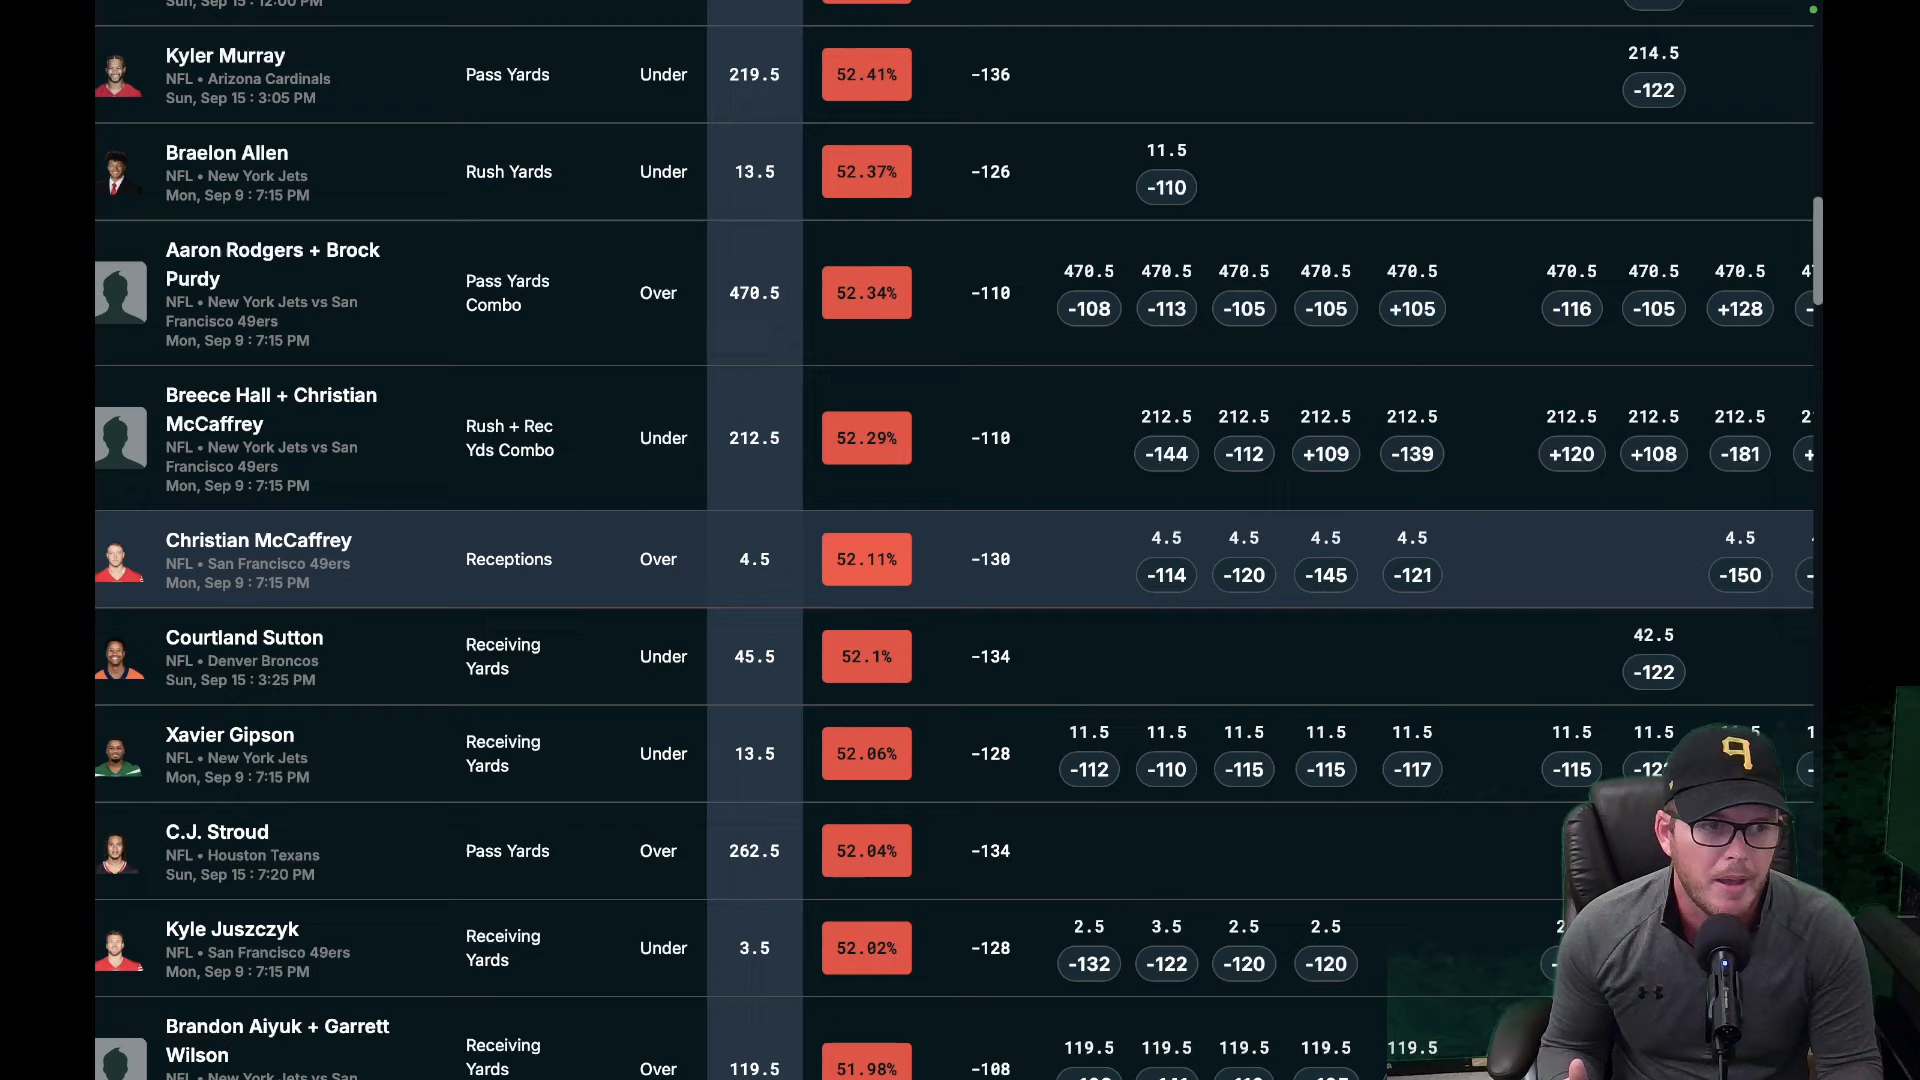 Sun, Sep 15 : 12:00 PM
Kyler Murray
NFL • Arizona Cardinals
Sun, Sep 15 : 3:05 PM
Pass Yards
Under
219.5
52.41%
-136
214.5
-122
Braelon Allen
NFL • New York Jets
Mon, Sep 9 : 7:15 PM
Rush Yards
Under
13.5
52.37%
-126
11.5
-110
Aaron Rodgers + Brock
Purdy
NFL • New York Jets vs San
Francisco 49ers
Mon, Sep 9 : 7:15 PM
Pass Yards
Combo
Over
470.5
52.34%
-110
470.5 470.5 470.5 470.5 470.5 470.5 470.5 470.5
-108 -113 -105 -105 +105 -116 -105 +128
Breece Hall + Christian
McCaffrey
NFL • New York Jets vs San
Francisco 49ers
Mon, Sep 9 : 7:15 PM
Rush + Rec
Yds Combo
Under
212.5
52.29%
-110
212.5 212.5 212.5 212.5 212.5 212.5 212.5
-144 -112 +109 -139 +120 +108 -181
Christian McCaffrey
NFL • San Francisco 49ers
Mon, Sep 9 : 7:15 PM
Receptions
Over
4.5
52.11%
-130
4.5 4.5 4.5 4.5 4.5
-114 -120 -145 -121 -150
Courtland Sutton
NFL • Denver Broncos
Sun, Sep 15 : 3:25 PM
Receiving
Yards
Under
45.5
52.1%
-134
42.5
-122
Xavier Gipson
NFL • New York Jets
Mon, Sep 9 : 7:15 PM
Receiving
Yards
Under
13.5
52.06%
-128
11.5 11.5 11.5 11.5 11.5 11.5 11.5
-112 -110 -115 -115 -117 -115
C.J. Stroud
NFL • Houston Texans
Sun, Sep 15 : 7:20 PM
Pass Yards
Over
262.5
52.04%
-134
Kyle Juszczyk
NFL • San Francisco 49ers
Mon, Sep 9 : 7:15 PM
Receiving
Yards
Under
3.5
52.02%
-128
2.5 3.5 2.5 2.5
-132 -122 -120 -120
Brandon Aiyuk + Garrett
Wilson
NFL • New York Jets vs San
Receiving
Yards
Over
119.5
51.98%
-108
119.5 119.5 119.5 119.5 119.5